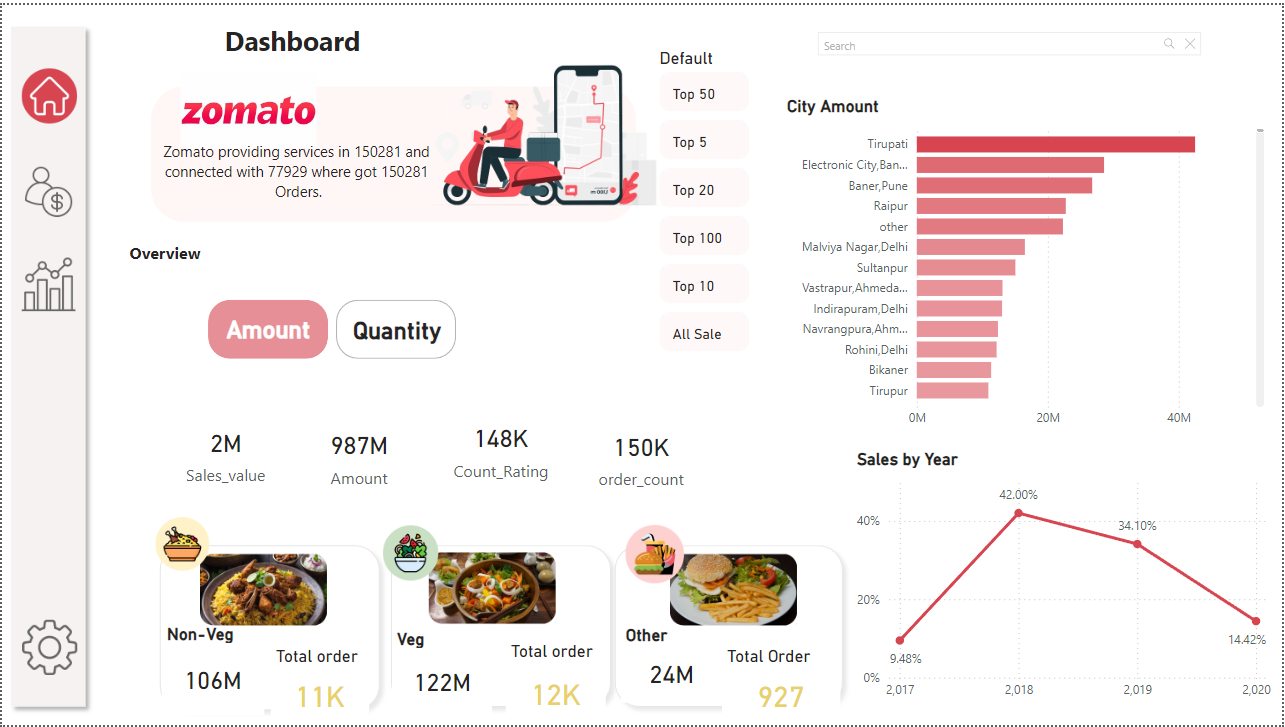 Dashboard
zomato
Zomato providing services in 150281 and
connected with 77929 where got 150281
Orders.
Default
Top 50
Top 5
Top 20
Top 100
Top 10
All Sale
Search
City Amount
Tirupati
Electronic City,Ban...
Baner,Pune
Raipur
other
Malviya Nagar,Delhi
Sultanpur
Vastrapur,Ahmeda...
Indirapuram,Delhi
Navrangpura,Ahm...
Rohini,Delhi
Bikaner
Tirupur
0M 20M 40M
Overview
Amount
Quantity
2M
Sales_value
987M
Amount
148K
Count_Rating
150K
order_count
Sales by Year
40%
20%
0%
9.48%
42.00%
34.10%
14.42%
2,017 2,018 2,019 2,020
Non-Veg
106M
Total order
11K
Veg
122M
Total order
12K
Other
24M
Total Order
927